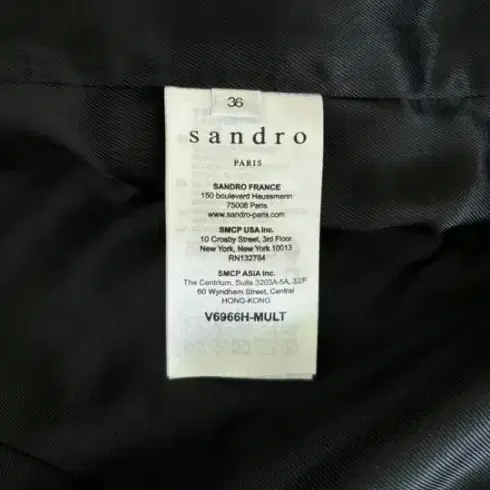 36
sandro
PARIS
SANDRO FRANCE
150 boulevard Haussmann
75008 Paris
www.sandro-paris.com
SMCP USA Inc.
10 Crosby Street, 3rd Floor
New York, New York 10013
RN132784
SMCP ASIA Inc.
The Centrium, Suite 3203A-5A, 32/F
60 Wyndham Street, Central
HONG-KONG
V6966H-MULT